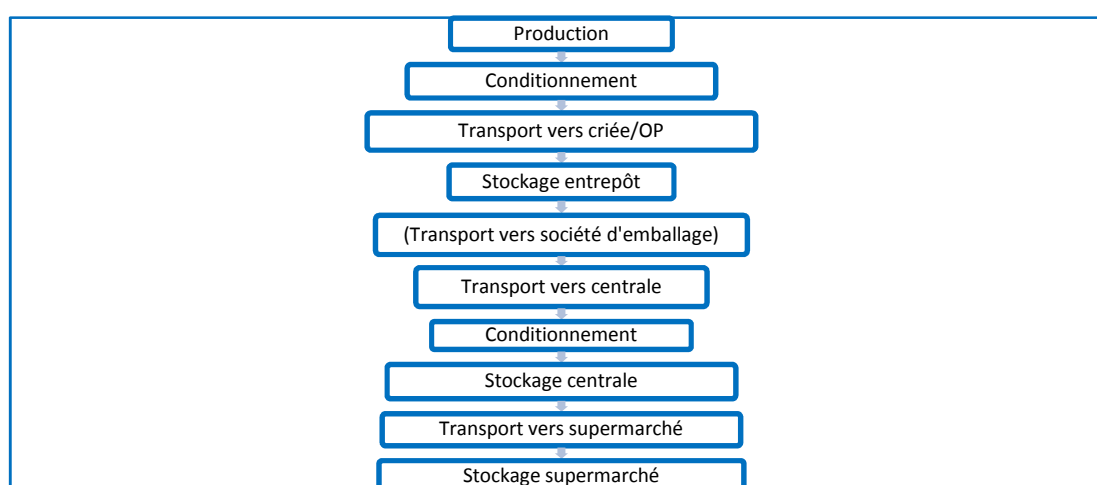 Production
Conditionnement
Transport vers criée/OP
Stockage entrepôt
(Transport vers société d'emballage)
Transport vers centrale
Conditionnement
Stockage centrale
Transport vers supermarché
Stockage supermarché